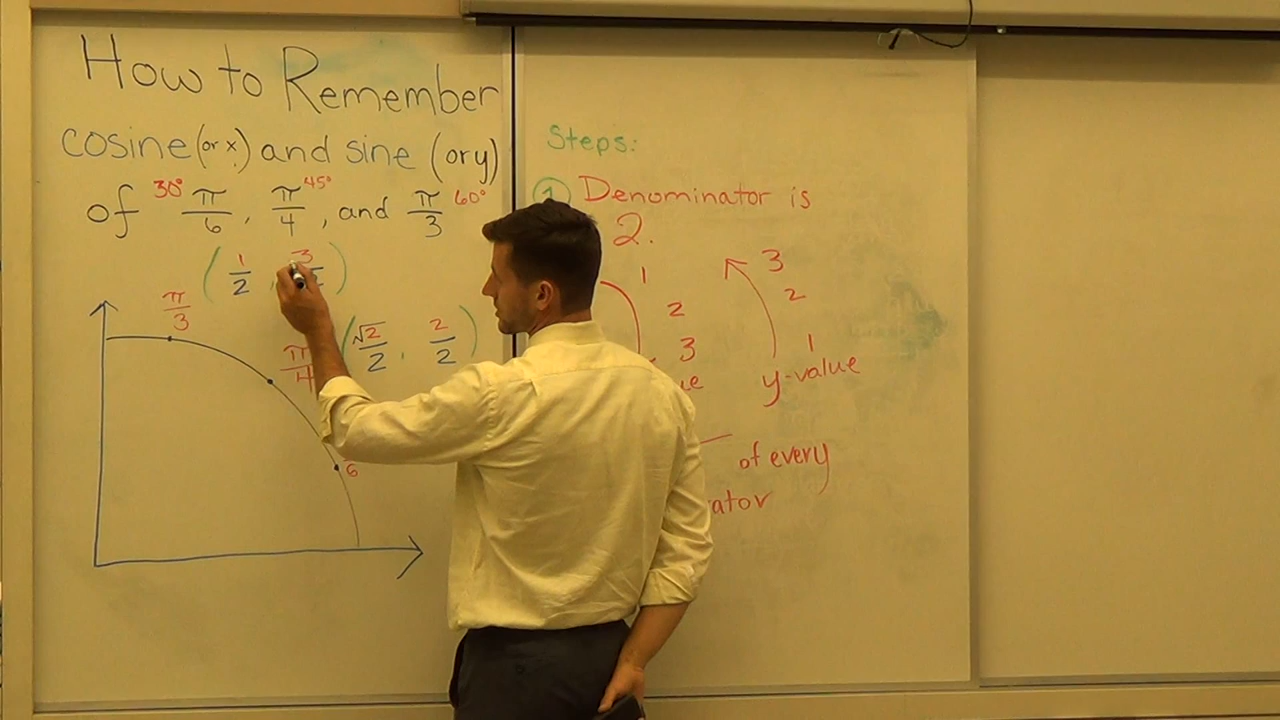 How to Remember
cosine (or x) and sine (or y)
of 30° π/6, π/4 45°, and π/3 60°
(1/2, 3/2)
π/3
(√2/2, 2/2)
π/4
6
Steps:
① Denominator is
2.
1
2
3
3
2
1
y-value
of every